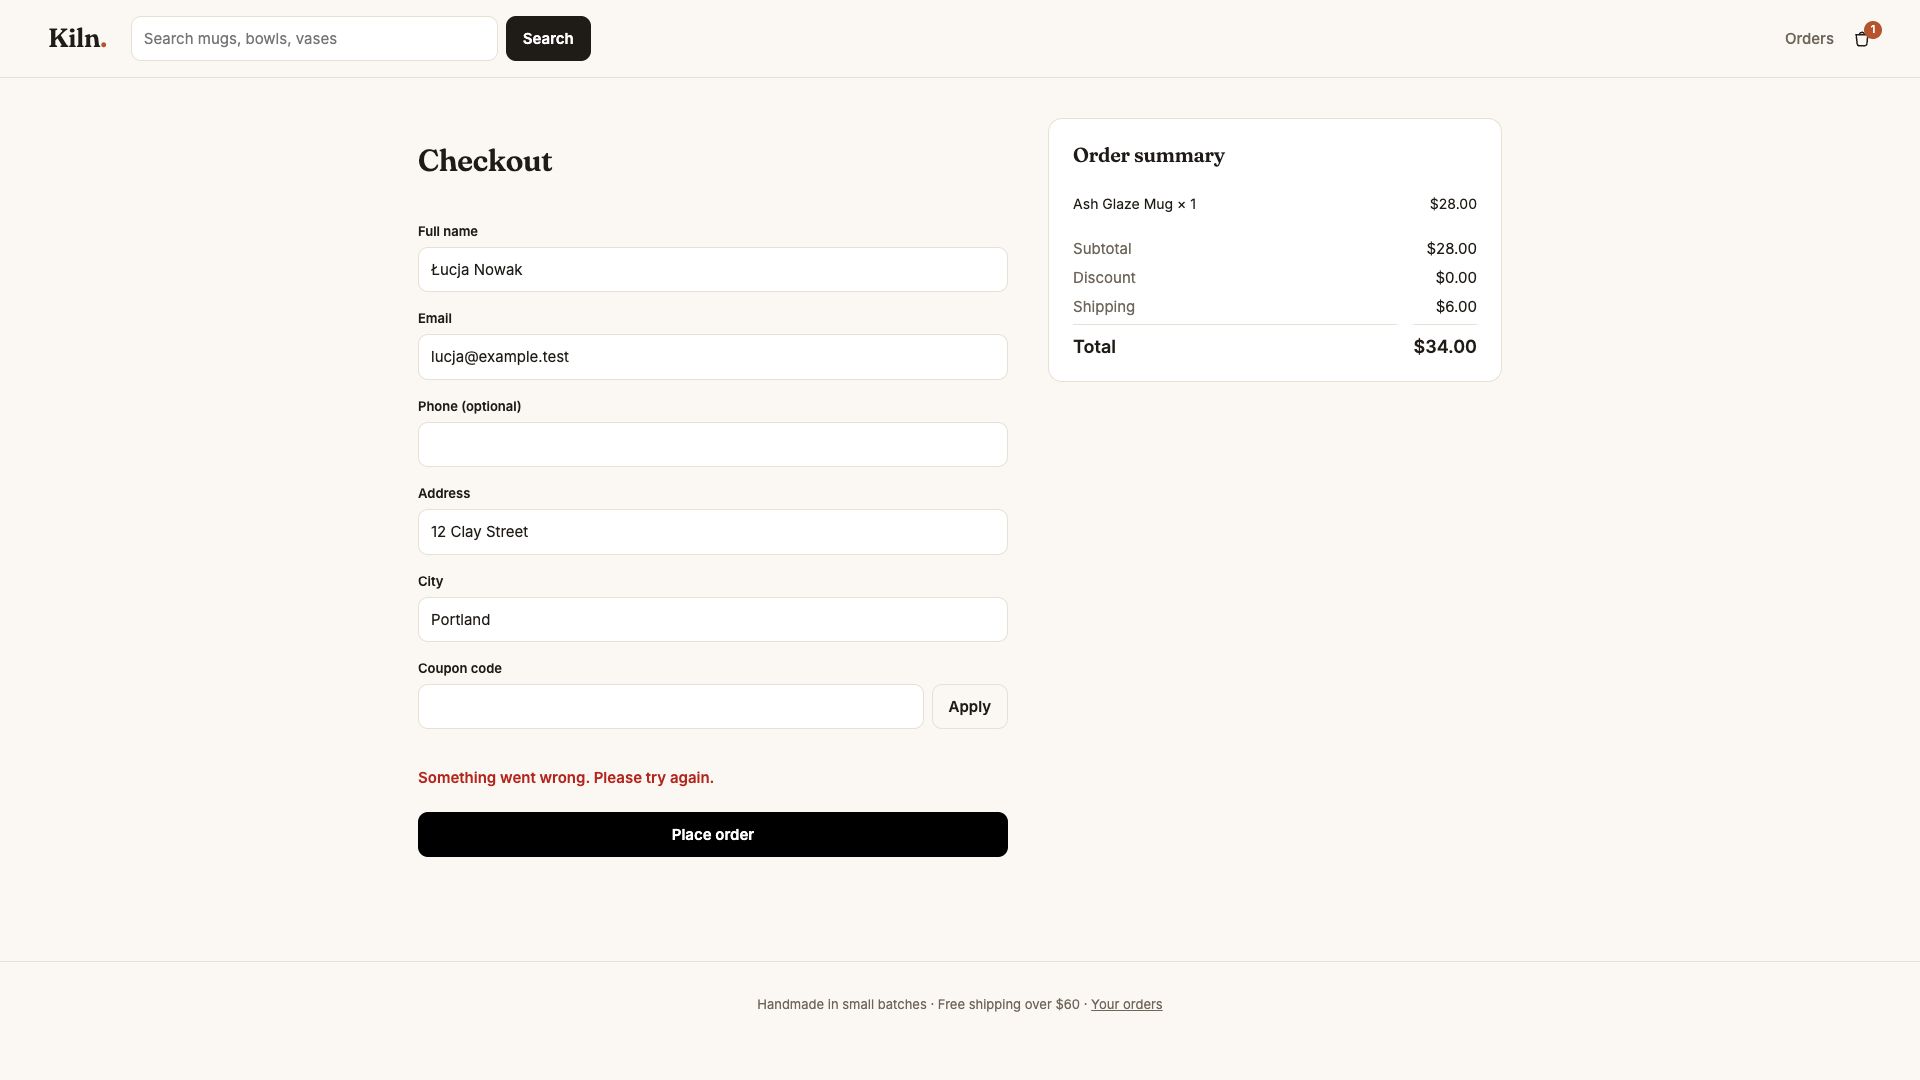 Kiln.
Search mugs, bowls, vases
Search
Orders
1
Checkout
Full name
Łucja Nowak
Email
lucja@example.test
Phone (optional)
Address
12 Clay Street
City
Portland
Coupon code
Apply
Something went wrong. Please try again.
Place order
Order summary
Ash Glaze Mug × 1 $28.00
Subtotal $28.00
Discount $0.00
Shipping $6.00
Total $34.00
Handmade in small batches · Free shipping over $60 · Your orders